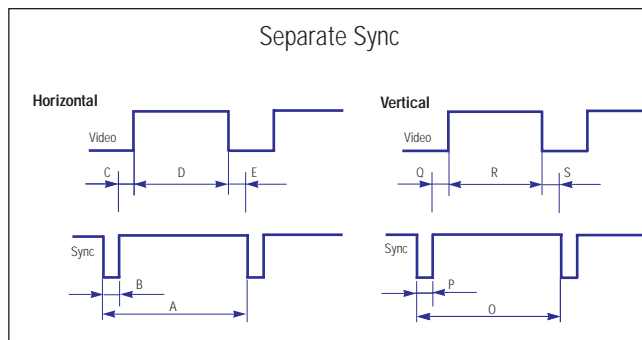 Separate Sync
Horizontal
Vertical
Video
Video
C
D
E
Q
R
S
Sync
Sync
B
P
A
O